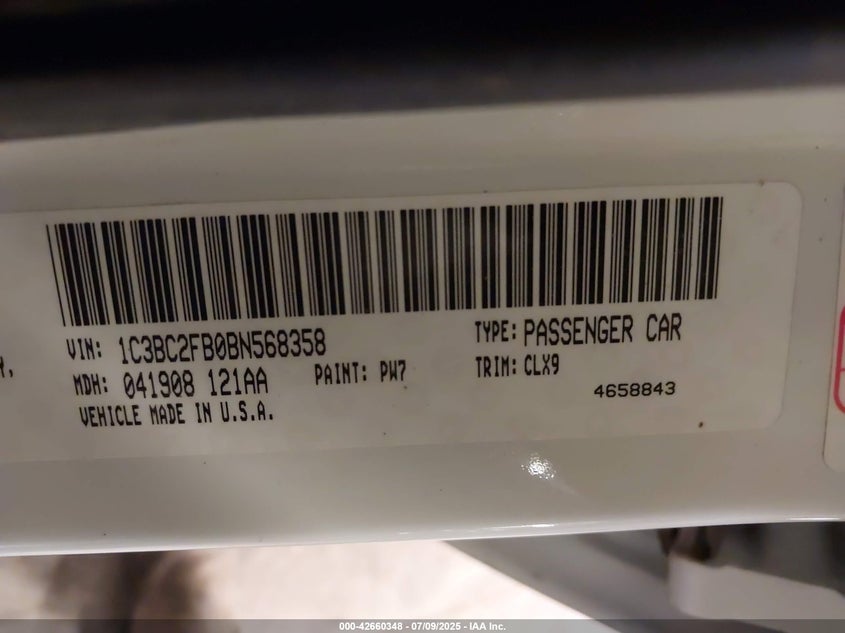 VIN: 1C3BC2FB0BN568358
TYPE: PASSENGER CAR
Y,
MDH: 041908 121AA
PAINT: PW7
TRIM: CLX9
VEHICLE MADE IN U.S.A.
4658843
000-42660348 - 07/09/2025 - IAA Inc.